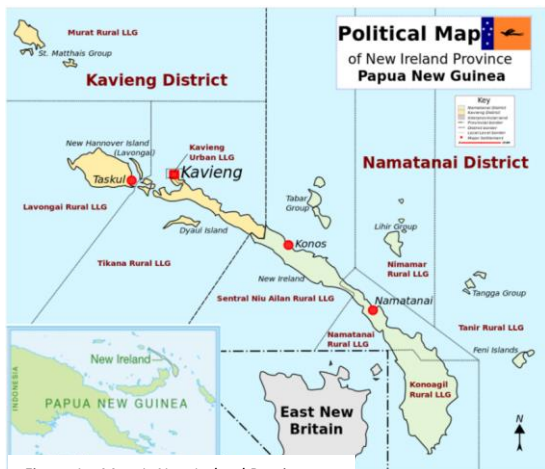 Political Map
of New Ireland Province
Papua New Guinea
Murat Rural LLG
St. Matthais Group
Kavieng District
Key
Namatanai District
New Hannover Island
(Lavongai)
Kavieng
Urban LLG
Taskul
Kavieng
Lavongai Rural LLG
Tabar
Group
Lihir Group
Dyaul Island
Konos
Tikana Rural LLG
New Ireland
Nimamar
Rural LLG
Sentral Niu Ailan Rural LLG
Namatanai
Tangga Group
Namatanai
Rural LLG
Tanir Rural LLG
Feni Islands
New Ireland
INDONESIA
PAPUA NEW GUINEA
East New
Britain
Konoagil
Rural LLG
N